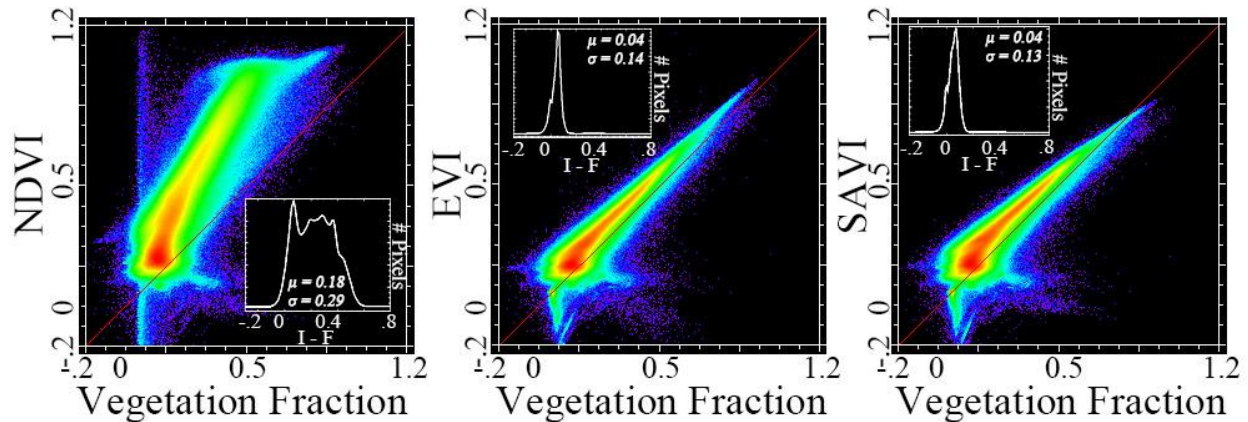 1.2
NDVI
0.5
0
-.2
-.2 0 0.5 1.2
Vegetation Fraction
μ = 0.18
σ = 0.29
# Pixels
-.2 0 0.4 .8
I - F
1.2
EVI
0.5
0
-.2
-.2 0 0.5 1.2
Vegetation Fraction
μ = 0.04
σ = 0.14
# Pixels
-.2 0 0.4 .8
I - F
1.2
SAVI
0.5
0
-.2
-.2 0 0.5 1.2
Vegetation Fraction
μ = 0.04
σ = 0.13
# Pixels
-.2 0 0.4 .8
I - F